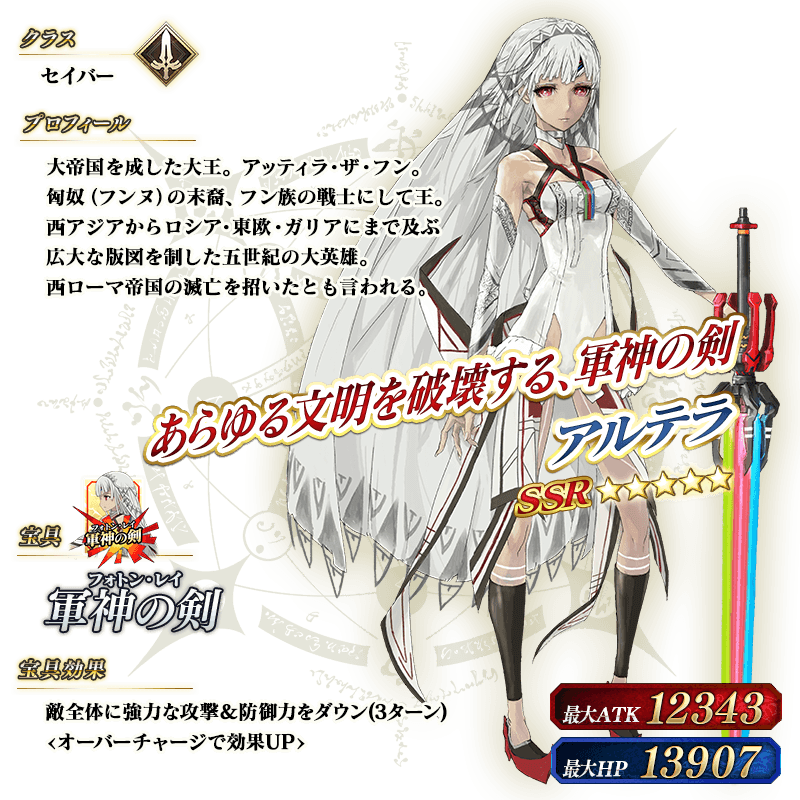 クラス
セイバー
プロフィール
大帝国を成した大王。アッティラ・ザ・フン。
匈奴(フンヌ)の末裔、フン族の戦士にして王。
西アジアからロシア・東欧・ガリアにまで及ぶ
広大な版図を制した五世紀の大英雄。
西ローマ帝国の滅亡を招いたとも言われる。
あらゆる文明を破壊する、軍神の剣
アルテラ
SSR ☆☆☆☆☆
宝具
フォトン・レイ
軍神の剣
フォトン・レイ
軍神の剣
宝具効果
敵全体に強力な攻撃&防御力をダウン(3ターン)
<オーバーチャージで効果UP>
最大ATK 12343
最大HP 13907